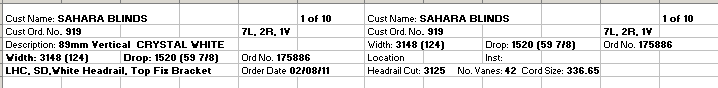 Cust Name: SAHARA BLINDS 1 of 10
Cust Ord. No. 919 7L, 2R, 1V
Description: 89mm Vertical CRYSTAL WHITE
Width: 3148 (124) Drop: 1520 (59 7/8) Ord No. 175886
LHC, SD,White Headrail, Top Fix Bracket Order Date 02/08/11
Cust Name: SAHARA BLINDS 1 of 10
Cust Ord. No. 919 7L, 2R, 1V
Width: 3148 (124) Drop: 1520 (59 7/8) Ord No. 175886
Location Inst:
Headrail Cut: 3125 No. Vanes: 42 Cord Size: 336.65